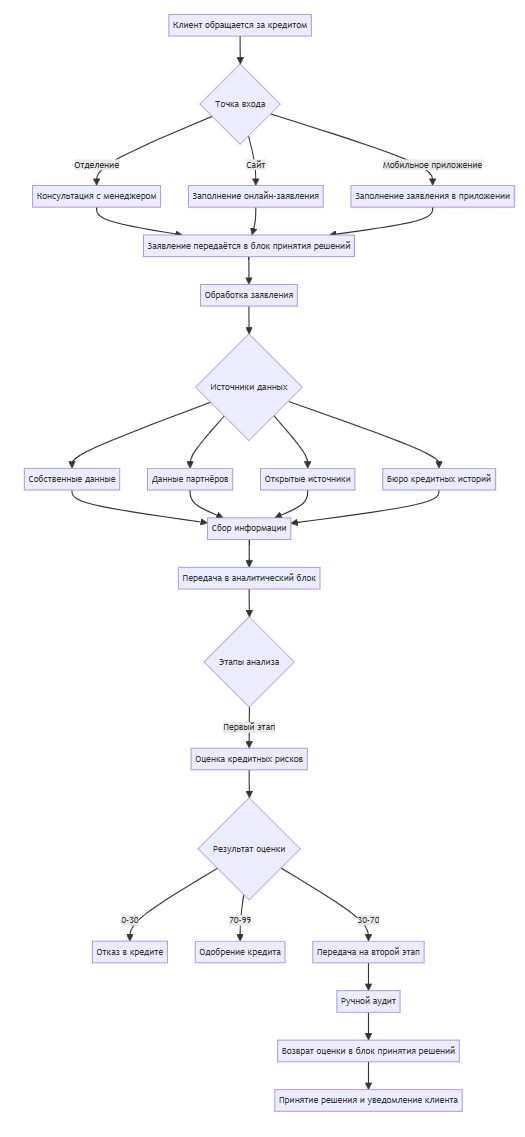 Клиент обращается за кредитом
Точка входа
Отделение
Сайт
Мобильное приложение
Консультация с менеджером
Заполнение онлайн-заявления
Заполнение заявления в приложении
Заявление передаётся в блок принятия решений
Обработка заявления
Источники данных
Собственные данные
Данные партнёров
Открытые источники
Бюро кредитных историй
Сбор информации
Передача в аналитический блок
Этапы анализа
Первый этап
Оценка кредитных рисков
Результат оценки
0-30
70-99
30-70
Отказ в кредите
Одобрение кредита
Передача на второй этап
Ручной аудит
Возврат оценки в блок принятия решений
Принятие решения и уведомление клиента